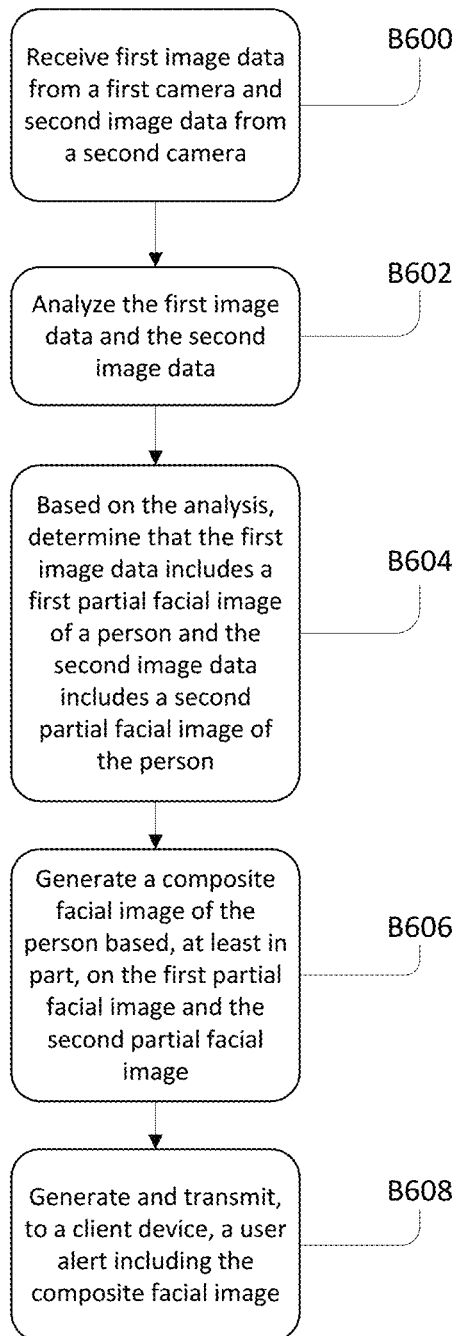 Receive first image data
from a first camera and
second image data from
a second camera
B600
Analyze the first image
data and the second
image data
B602
Based on the analysis,
determine that the first
image data includes a
first partial facial image
of a person and the
second image data
includes a second
partial facial image of
the person
B604
Generate a composite
facial image of the
person based, at least in
part, on the first partial
facial image and the
second partial facial
image
B606
Generate and transmit,
to a client device, a user
alert including the
composite facial image
B608